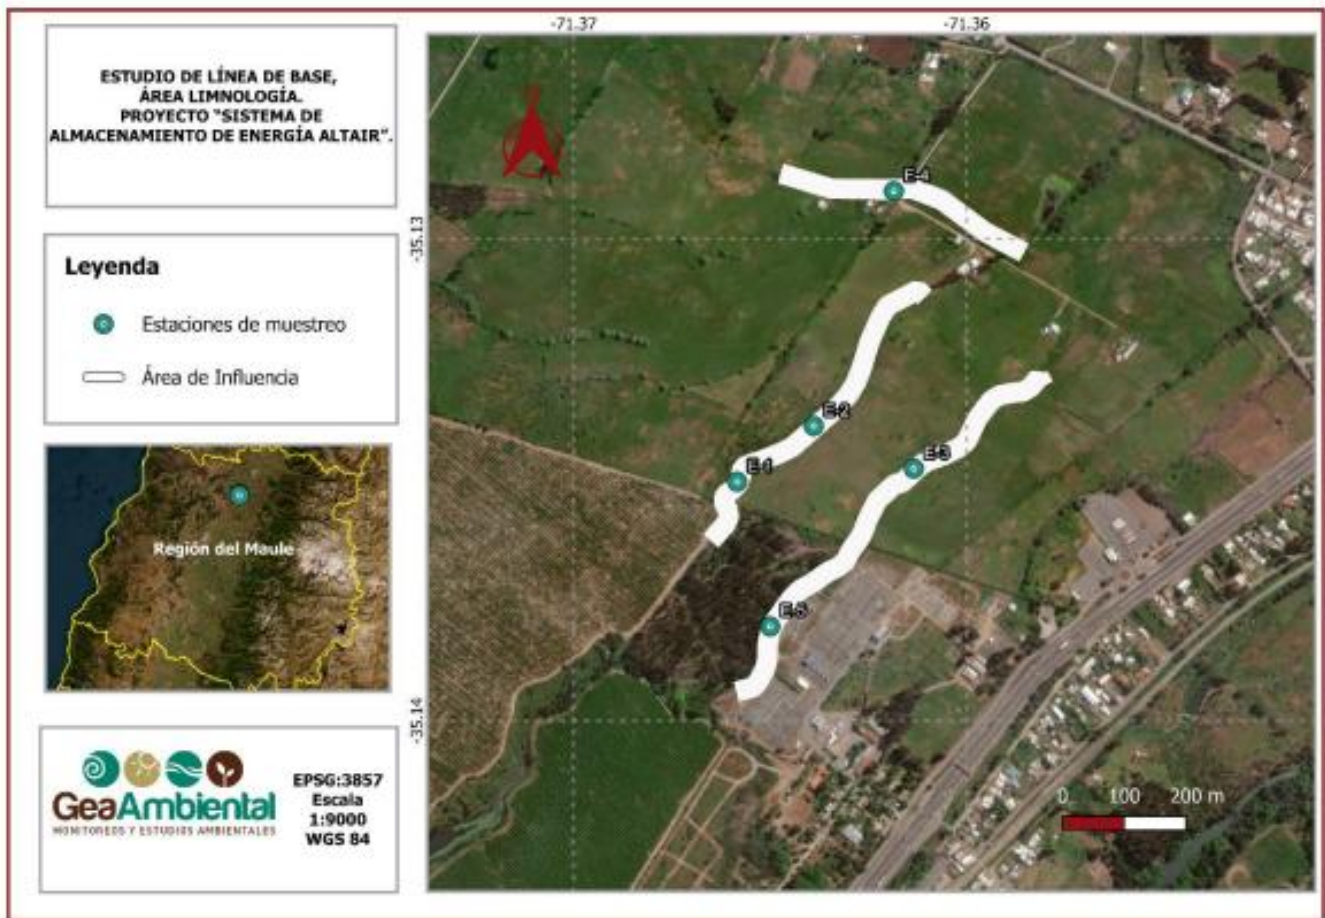 ESTUDIO DE LÍNEA DE BASE,
ÁREA LIMNOLOGÍA.
PROYECTO "SISTEMA DE
ALMACENAMIENTO DE ENERGÍA ALTAIR".
Leyenda
Estaciones de muestreo
Área de Influencia
Región del Maule
GeaAmbiental
MONITOREOS Y ESTUDIOS AMBIENTALES
EPSG:3857
Escala
1:9000
WGS 84
-71.37
-71.36
-35.13
-35.14
E-4
E-2
E-1
E-3
E-5
0 100 200 m